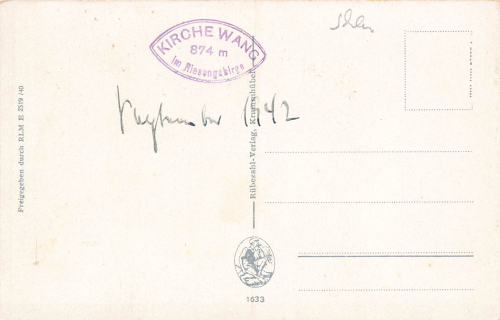 KIRCHE WANG
874 m
im Riesengebirge
September 1942
Freigegeben durch RLM E 2519/40
Rübezahl-Verlag, Krummhübel
1633